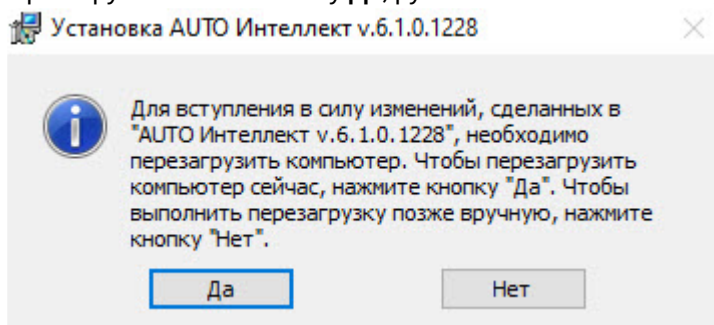 Установка AUTO Интеллект v.6.1.0.1228
Для вступления в силу изменений, сделанных в
"AUTO Интеллект v.6.1.0.1228", необходимо
перезагрузить компьютер. Чтобы перезагрузить
компьютер сейчас, нажмите кнопку "Да". Чтобы
выполнить перезагрузку позже вручную, нажмите
кнопку "Нет".
Да
Нет